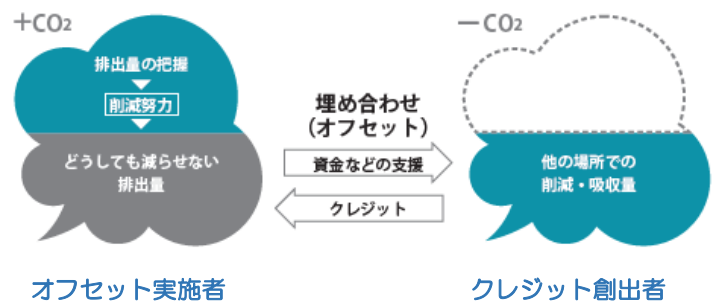 +CO2
排出量の把握
削減努力
どうしても減らせない
排出量
埋め合わせ
(オフセット)
資金などの支援
クレジット
-CO2
他の場所での
削減・吸収量
オフセット実施者
クレジット創出者